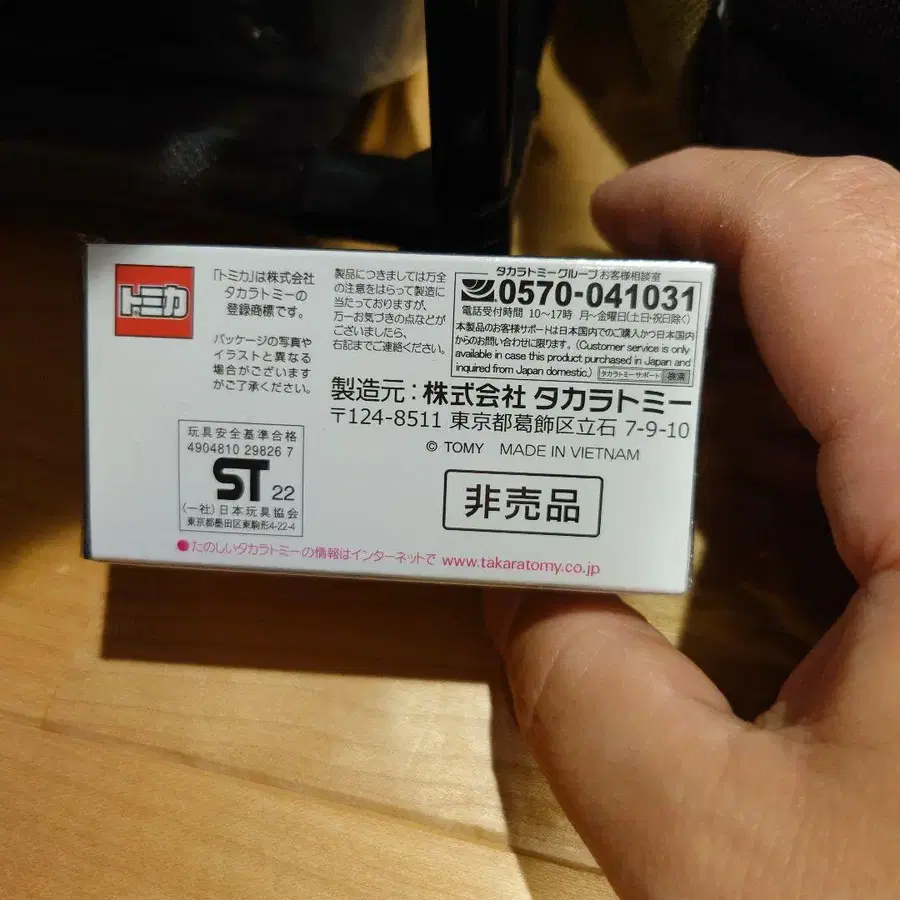 トミカ
「トミカ」は株式会社
タカラトミーの
登録商標です。
パッケージの写真や
イラストと異なる
場合がございます
がご了承ください。
製品につきましては万全
の注意をはらって製造に
当たっておりますが、
万一お気づきの点などが
ございましたら、
右記までご連絡ください。
タカラトミーグループ お客様相談室
0570-041031
電話受付時間 10〜17時 月〜金曜日(土・日・祝日除く)
本製品のお客様サポートは日本国内でのご購入かつ日本国内
からのお問い合わせに限ります。(Customer service is only
available in case this product purchased in Japan and
inquired from Japan domestic.) タカラトミーサポート 検索
製造元：株式会社 タカラトミー
〒124-8511 東京都葛飾区立石 7-9-10
© TOMY MADE IN VIETNAM
玩具安全基準合格
4904810 29826 7
ST 22
(一社)日本玩具協会
東京都墨田区東駒形4-22-4
非売品
●たのしいタカラトミーの情報はインターネットで www.takaratomy.co.jp